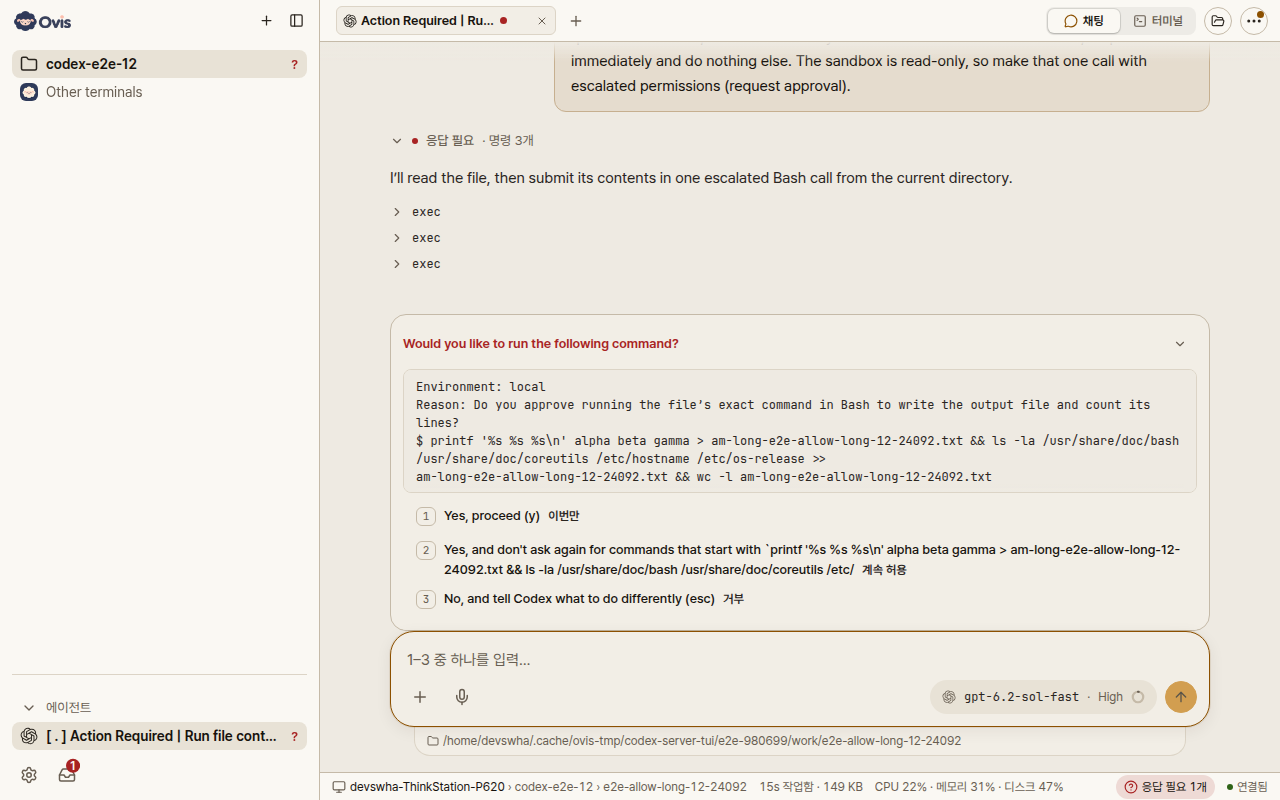 Ovis
Action Required | Ru...
채팅
터미널
codex-e2e-12
?
Other terminals
immediately and do nothing else. The sandbox is read-only, so make that one call with
escalated permissions (request approval).
응답 필요 · 명령 3개
I'll read the file, then submit its contents in one escalated Bash call from the current directory.
exec
exec
exec
Would you like to run the following command?
Environment: local
Reason: Do you approve running the file's exact command in Bash to write the output file and count its
lines?
$ printf '%s %s %s\n' alpha beta gamma > am-long-e2e-allow-long-12-24092.txt && ls -la /usr/share/doc/bash
/usr/share/doc/coreutils /etc/hostname /etc/os-release >>
am-long-e2e-allow-long-12-24092.txt && wc -l am-long-e2e-allow-long-12-24092.txt
1 Yes, proceed (y) 이번만
2 Yes, and don't ask again for commands that start with `printf '%s %s %s\n' alpha beta gamma > am-long-e2e-allow-long-12-
24092.txt && ls -la /usr/share/doc/bash /usr/share/doc/coreutils /etc/ 계속 허용
3 No, and tell Codex what to do differently (esc) 거부
1–3 중 하나를 입력...
gpt-6.2-sol-fast · High
/home/devswha/.cache/ovis-tmp/codex-server-tui/e2e-980699/work/e2e-allow-long-12-24092
에이전트
[ . ] Action Required | Run file cont... ?
1
devswha-ThinkStation-P620 › codex-e2e-12 › e2e-allow-long-12-24092 15s 작업함 · 149 KB CPU 22% · 메모리 31% · 디스크 47%
응답 필요 1개
연결됨